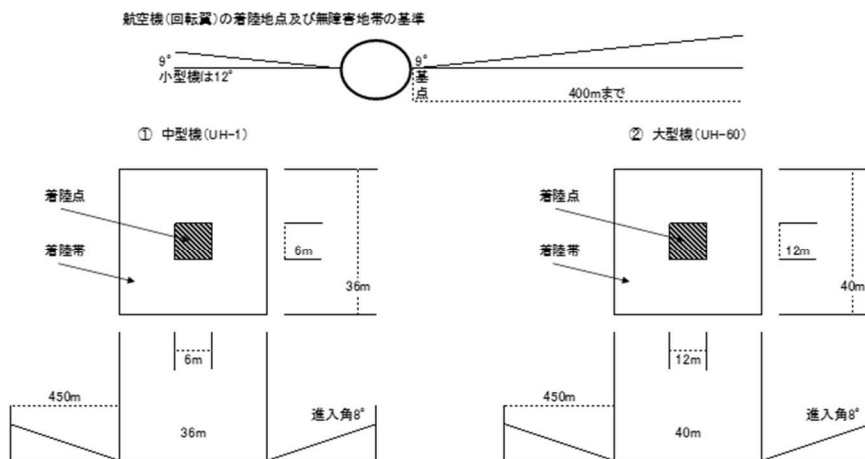 航空機(回転翼)の着陸地点及び無障害地帯の基準
9°
小型機は12°
9°
基
点
400mまで
① 中型機(UH-1)
② 大型機(UH-60)
着陸点
着陸帯
6m
36m
着陸点
着陸帯
12m
40m
6m
450m
36m
進入角8°
12m
450m
40m
進入角8°